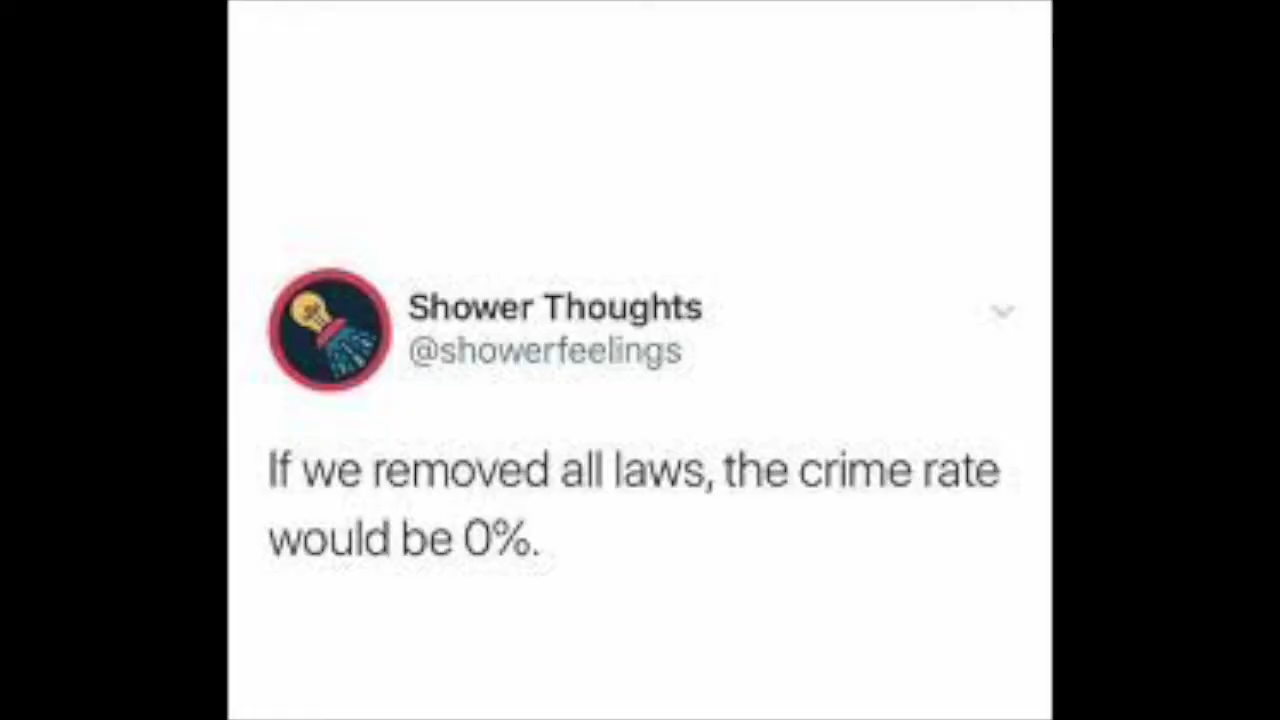 Shower Thoughts
@showerfeelings
If we removed all laws, the crime rate
would be 0%.